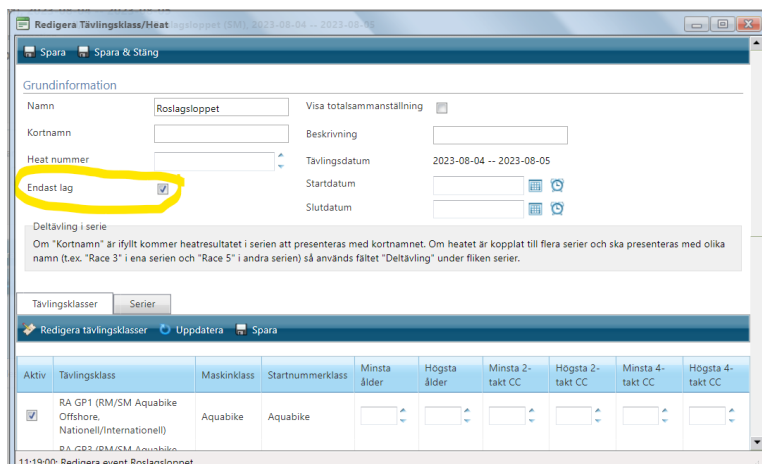 Redigera Tävlingsklass/Heat
Spara Spara & Stäng
Grundinformation
Namn Roslagsloppet Visa totalsammanställning
Kortnamn Beskrivning
Heat nummer Tävlingsdatum 2023-08-04 -- 2023-08-05
Endast lag Startdatum
Slutdatum
Deltävling i serie
Om "Kortnamn" är ifyllt kommer heatresultatet i serien att presenteras med kortnamnet. Om heatet är kopplat till flera serier och ska presenteras med olika
namn (t.ex. "Race 3" i ena serien och "Race 5" i andra serien) så används fältet "Deltävling" under fliken serier.
Tävlingsklasser Serier
Redigera tävlingsklasser Uppdatera Spara
Aktiv Tävlingsklass Maskinklass Startnummerklass Minsta ålder Högsta ålder Minsta 2-takt CC Högsta 2-takt CC Minsta 4-takt CC Högsta 4-takt CC
RA GP1 (RM/SM Aquabike
Offshore, Aquabike Aquabike
Nationell/Internationell)
RA GP3 (RM/SM Aquabike
11:19:00: Redigera event Roslagsloppet